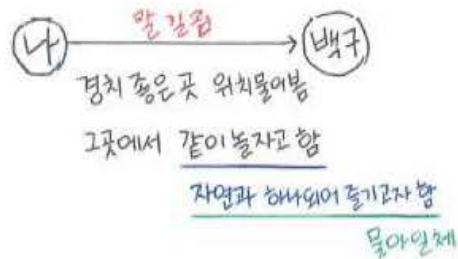 말 건넴
나 백구
경치 좋은 곳 위치물어봄
그곳에서 같이 놀자고 함
자연과 하나되어 즐기고자 함
물아일체